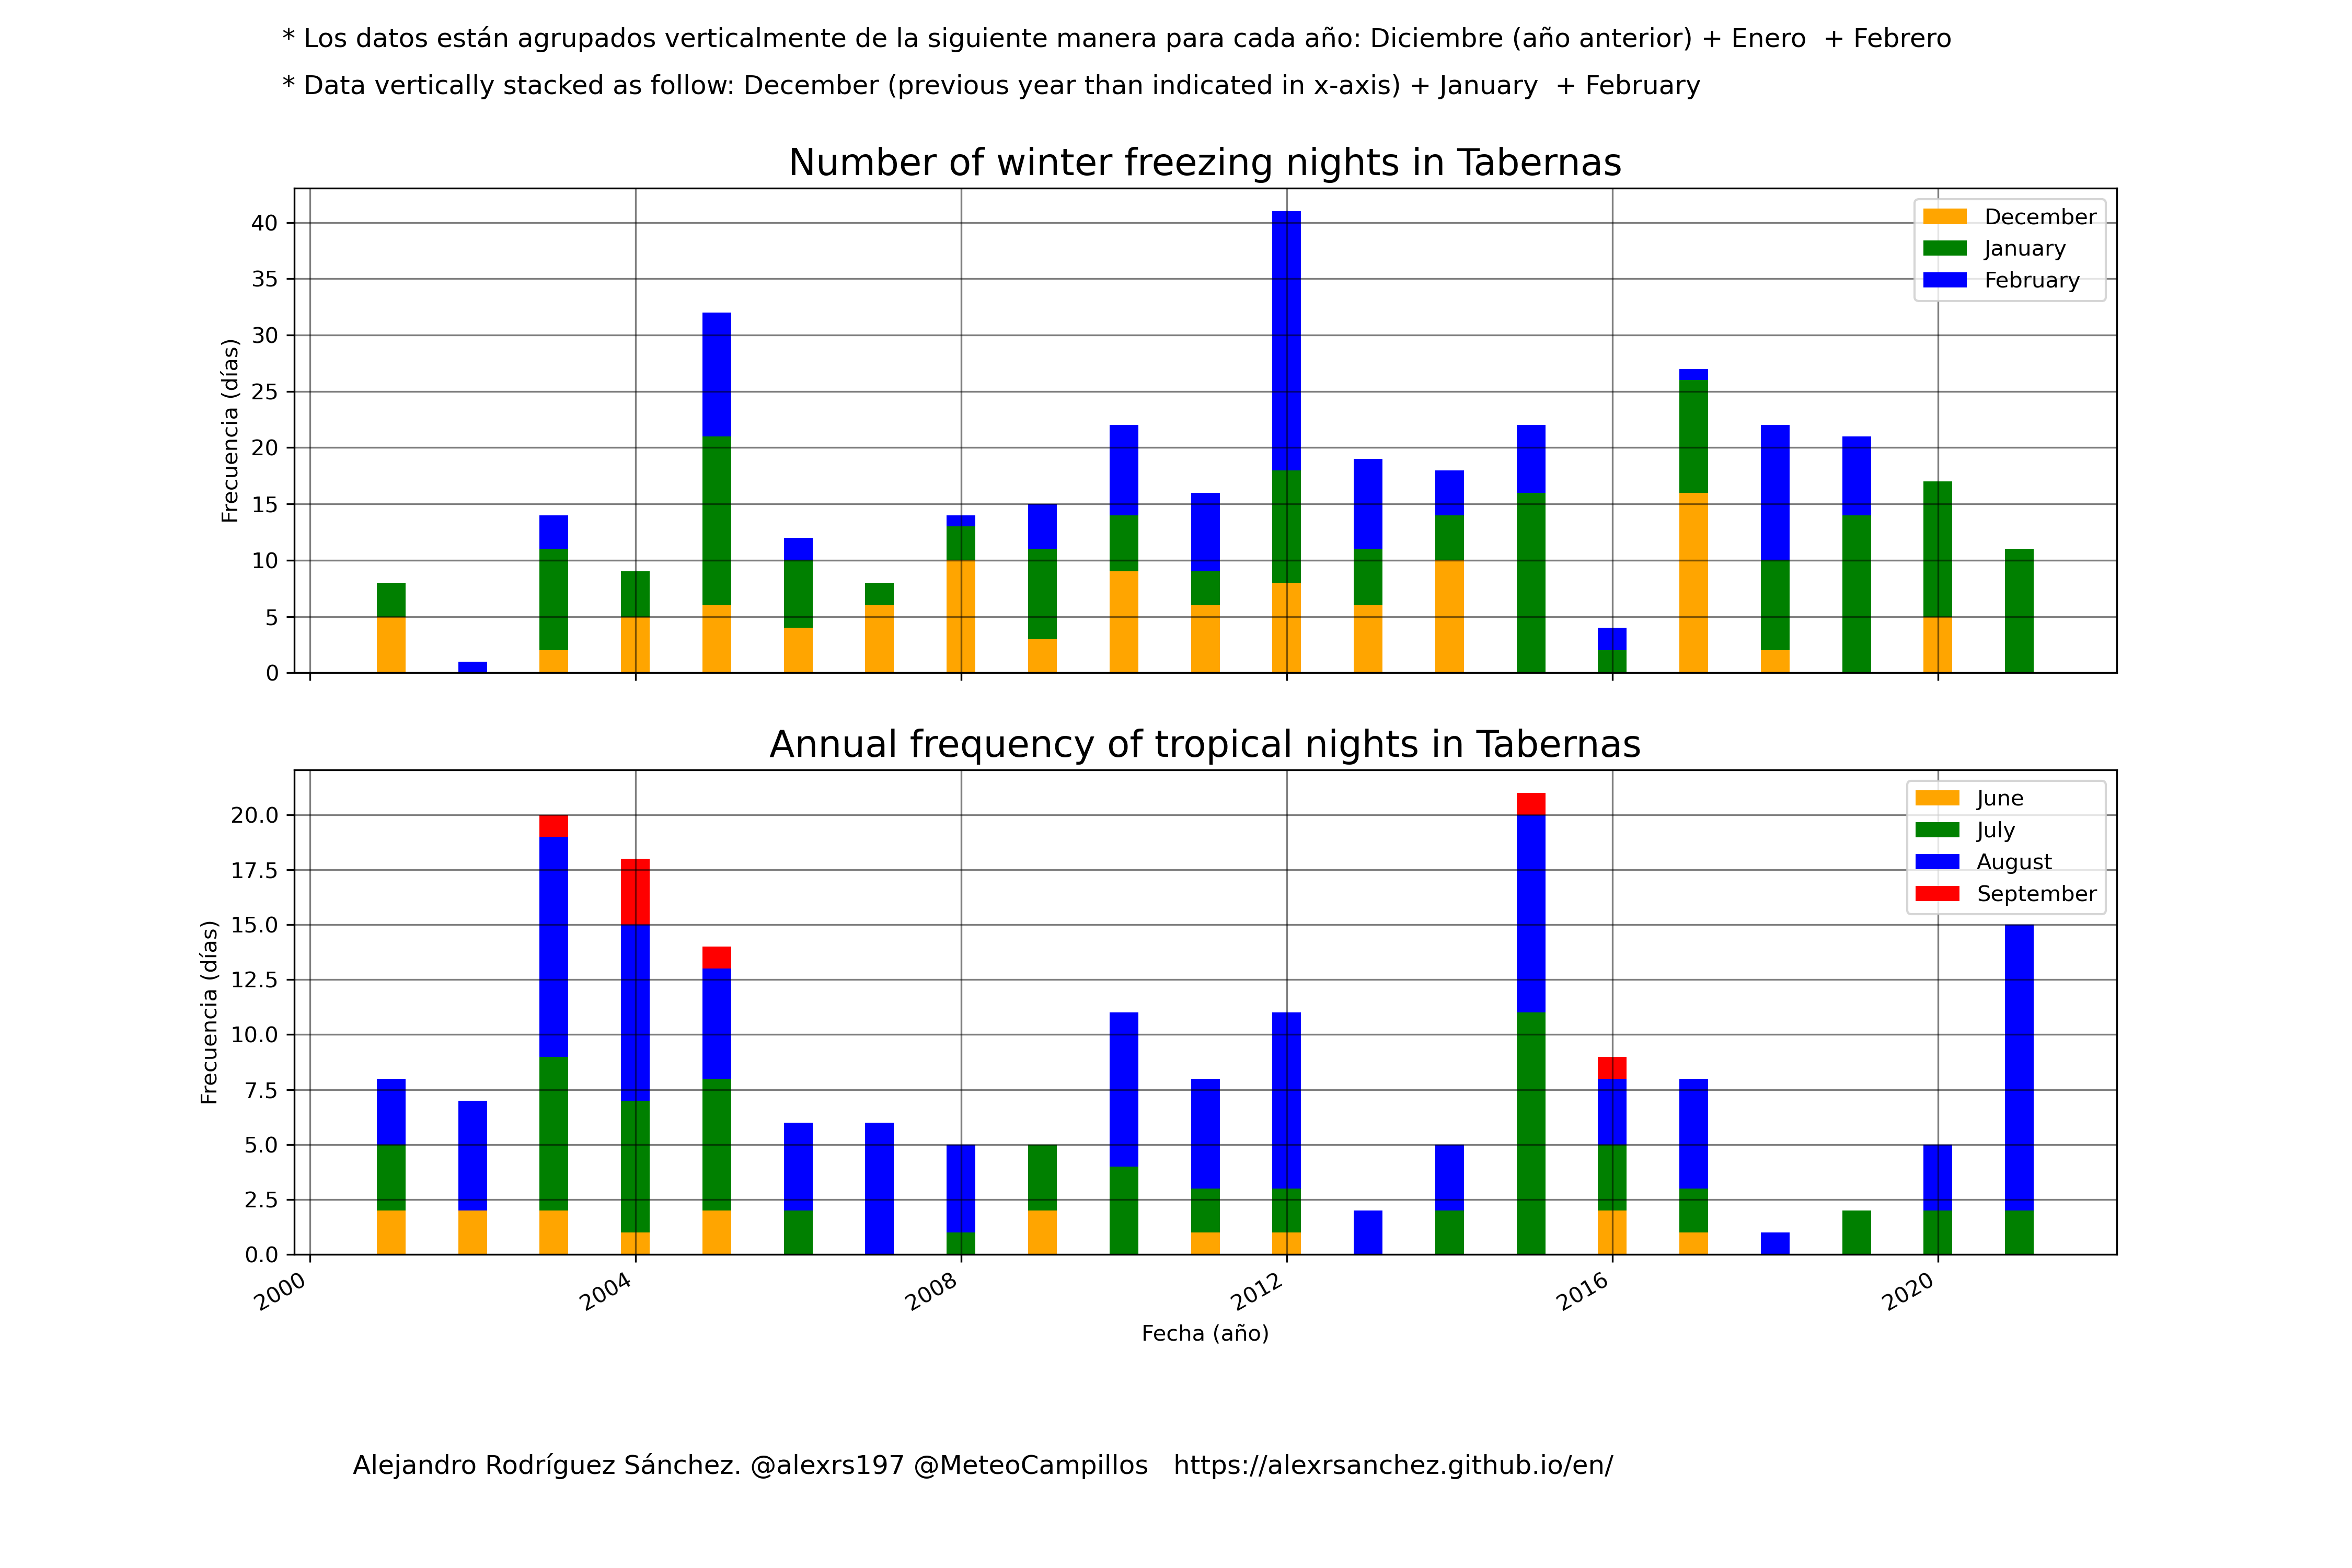 * Los datos están agrupados verticalmente de la siguiente manera para cada año: Diciembre (año anterior) + Enero  + Febrero
* Data vertically stacked as follow: December (previous year than indicated in x-axis) + January  + February
Number of winter freezing nights in Tabernas
Frecuencia (días)
40
35
30
25
20
15
10
5
0
December
January
February
Annual frequency of tropical nights in Tabernas
Frecuencia (días)
20.0
17.5
15.0
12.5
10.0
7.5
5.0
2.5
0.0
June
July
August
September
2000
2004
2008
2012
2016
2020
Fecha (año)
Alejandro Rodríguez Sánchez. @alexrs197 @MeteoCampillos   https://alexrsanchez.github.io/en/